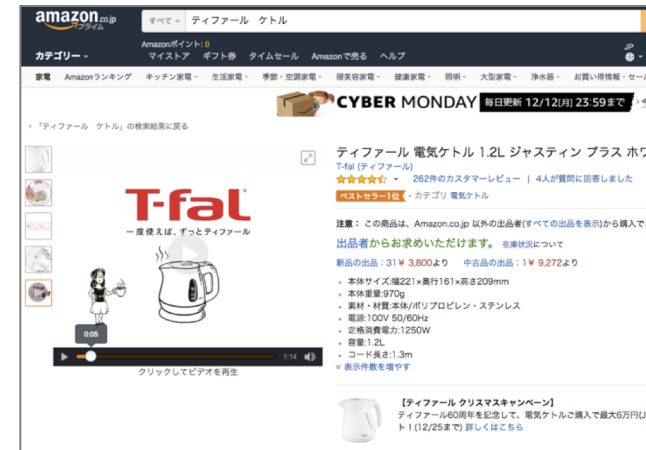 amazon.co.jp
プライム
すべて
ティファール ケトル
カテゴリー
Amazonポイント: 0
マイストア ギフト券 タイムセール Amazonで売る ヘルプ
JP
家電 Amazonランキング キッチン家電 生活家電 季節・空調家電 理美容家電 健康家電 照明 大型家電 浄水器 お買い得情報・セー
CYBER MONDAY 毎日更新 12/12[月] 23:59まで
‹ 「ティファール ケトル」の検索結果に戻る
T-fal
一度使えば、ずっとティファール
0:05
1:14
クリックしてビデオを再生
ティファール 電気ケトル 1.2L ジャスティン プラス ホワ
T-fal (ティファール)
262件のカスタマーレビュー | 4人が質問に回答しました
ベストセラー1位 - カテゴリ 電気ケトル
注意： この商品は、Amazon.co.jp 以外の出品者(すべての出品を表示)から購入で
出品者からお求めいただけます。 在庫状況について
新品の出品：31￥ 3,800より 中古品の出品：1￥ 9,272より
本体サイズ:幅221×奥行161×高さ209mm
本体重量:970g
素材・材質:本体/ポリプロピレン・ステンレス
電源:100V 50/60Hz
定格消費電力:1250W
容量:1.2L
コード長さ:1.3m
表示件数を増やす
【ティファール クリスマスキャンペーン】
ティファール60周年を記念して、電気ケトルご購入で最大6万円(J
ト！(12/25まで) 詳しくはこちら